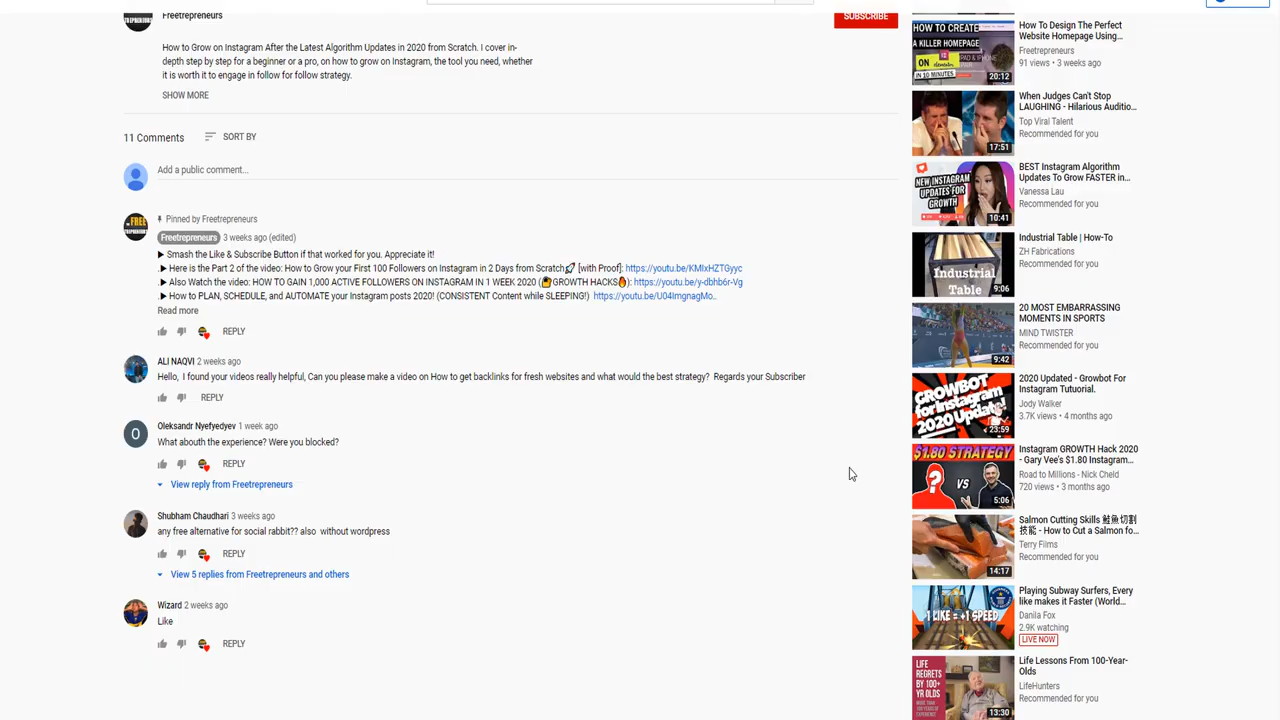 Freetrepreneurs
SUBSCRIBE
How to Grow on Instagram After the Latest Algorithm Updates in 2020 from Scratch. I cover in-
depth step by step for beginner or a pro, on how to grow on Instagram, the tool you need, whether
it is worth it to engage in follow for follow strategy.
SHOW MORE
11 Comments
SORT BY
Add a public comment...
Pinned by Freetrepreneurs
Freetrepreneurs 3 weeks ago (edited)
▶ Smash the Like & Subscribe Button if that worked for you. Appreciate it!
.▶ Here is the Part 2 of the video: How to Grow your First 100 Followers on Instagram in 2 Days from Scratch🚀 [with Proof]: https://youtu.be/KMIxHZTGyyc
.▶ Also Watch the video: HOW TO GAIN 1,000 ACTIVE FOLLOWERS ON INSTAGRAM IN 1 WEEK 2020 (🔐GROWTH HACKS🔥): https://youtu.be/y-dbhb6r-Vg
.▶ How to PLAN, SCHEDULE, and AUTOMATE your Instagram posts 2020! (CONSISTENT Content while SLEEPING!) https://youtu.be/U04ImgnagMo..
Read more
REPLY
ALI NAQVI 2 weeks ago
Hello, I found your videos really helpful, Can you please make a video on How to get backlinks for fresh websites and what would the best strategy? Regards your Subscriber
REPLY
O
Oleksandr Nyefyedyev 1 week ago
What abouth the experience? Were you blocked?
REPLY
View reply from Freetrepreneurs
Shubham Chaudhari 3 weeks ago
any free alternative for social rabbit?? also without wordpress
REPLY
View 5 replies from Freetrepreneurs and others
Wizard 2 weeks ago
Like
REPLY
HOW TO CREATE
A KILLER HOMEPAGE
ON elementor
IN 10 MINUTES
20:12
How To Design The Perfect
Website Homepage Using...
Freetrepreneurs
91 views • 3 weeks ago
17:51
When Judges Can't Stop
LAUGHING - Hilarious Auditio...
Top Viral Talent
Recommended for you
NEW INSTAGRAM
UPDATES FOR
GROWTH
10:41
BEST Instagram Algorithm
Updates To Grow FASTER in...
Vanessa Lau
Recommended for you
Industrial
Table
9:06
Industrial Table | How-To
ZH Fabrications
Recommended for you
9:42
20 MOST EMBARRASSING
MOMENTS IN SPORTS
MIND TWISTER
Recommended for you
GROWBOT
for Instagram
2020 Update!
23:59
2020 Updated - Growbot For
Instagram Tutuorial.
Jody Walker
3.7K views • 4 months ago
$1.80 STRATEGY
?
VS
5:06
Instagram GROWTH Hack 2020
- Gary Vee's $1.80 Instagram...
Road to Millions - Nick Cheld
720 views • 3 months ago
14:17
Salmon Cutting Skills 鮭魚切割
技能 - How to Cut a Salmon fo...
Terry Films
Recommended for you
1 LIKE = +1 SPEED
Playing Subway Surfers, Every
like makes it Faster (World...
Danila Fox
2.9K watching
LIVE NOW
LIFE
REGRETS
BY 100+
YR OLDS
13:30
Life Lessons From 100-Year-
Olds
LifeHunters
Recommended for you